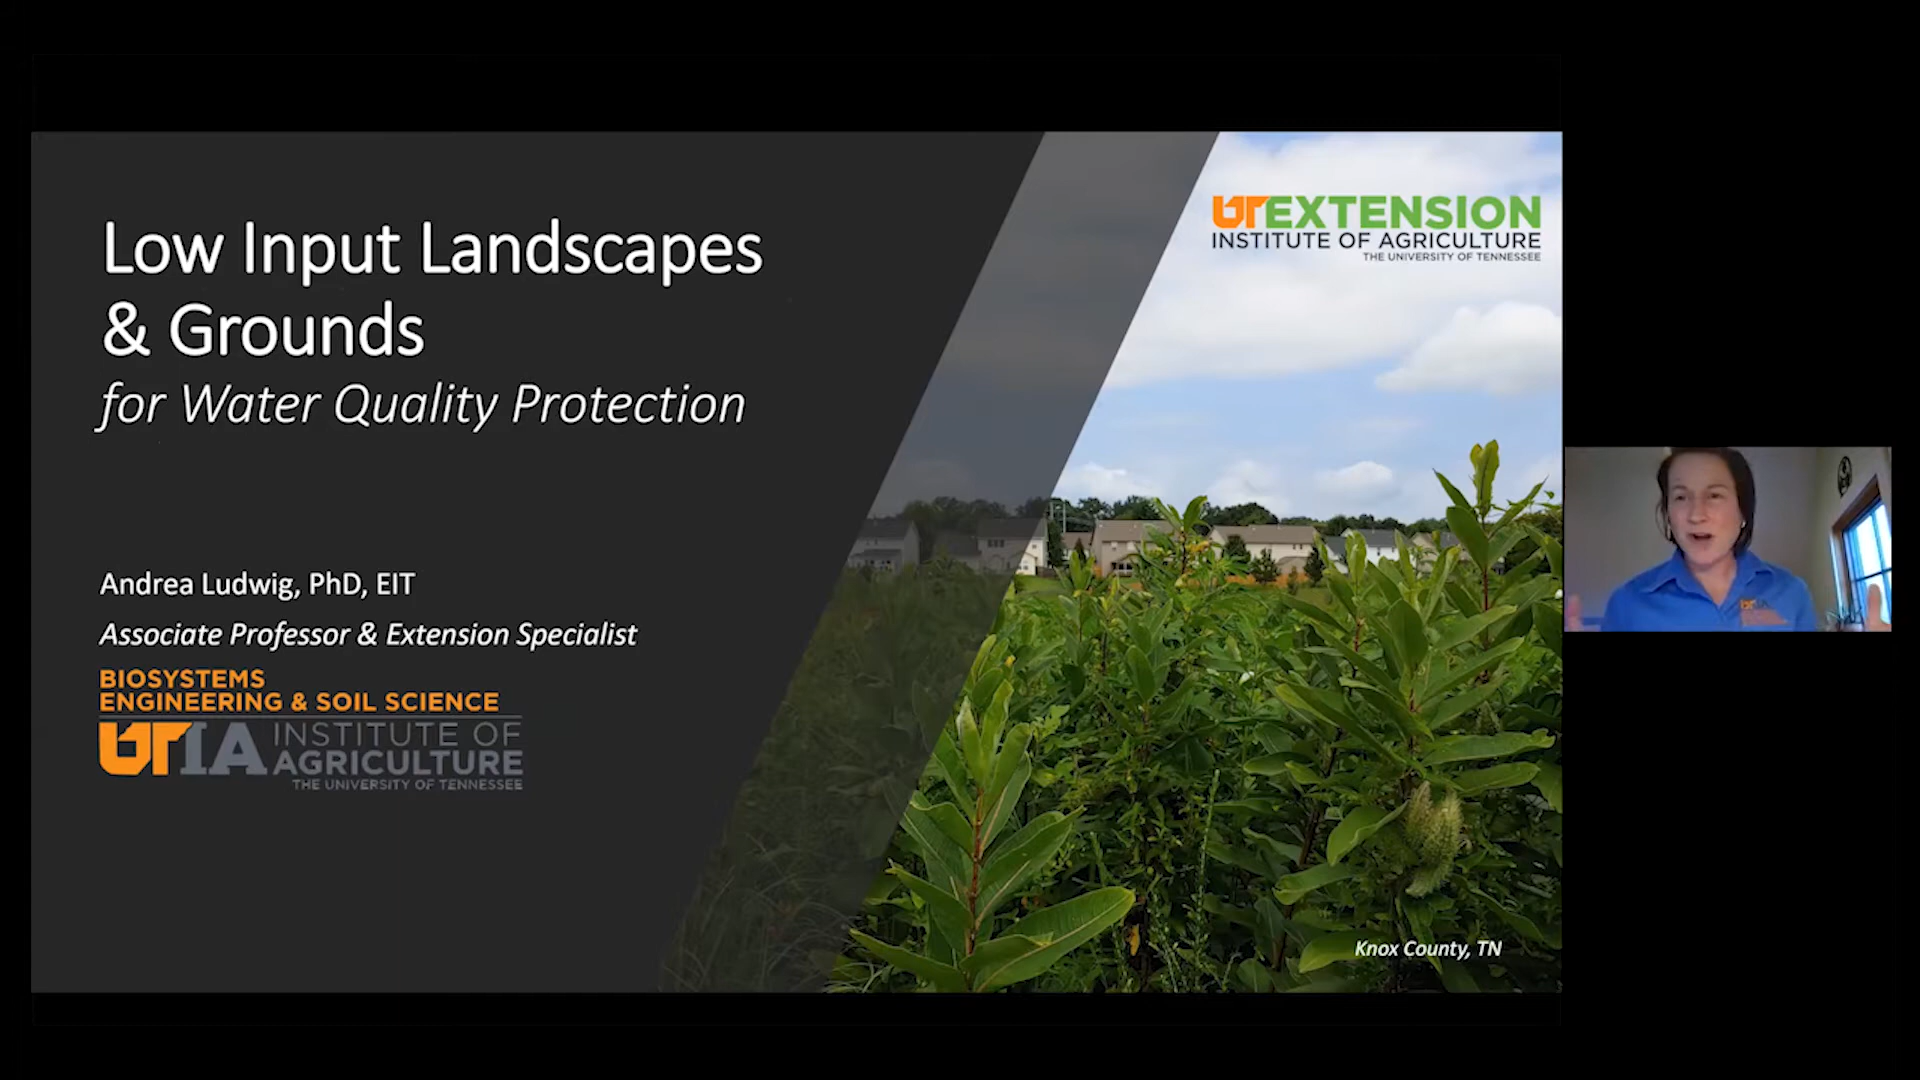 Low Input Landscapes
& Grounds
for Water Quality Protection
Andrea Ludwig, PhD, EIT
Associate Professor & Extension Specialist
BIOSYSTEMS
ENGINEERING & SOIL SCIENCE
UTIA INSTITUTE OF
AGRICULTURE
THE UNIVERSITY OF TENNESSEE
UT EXTENSION
INSTITUTE OF AGRICULTURE
THE UNIVERSITY OF TENNESSEE
Knox County, TN